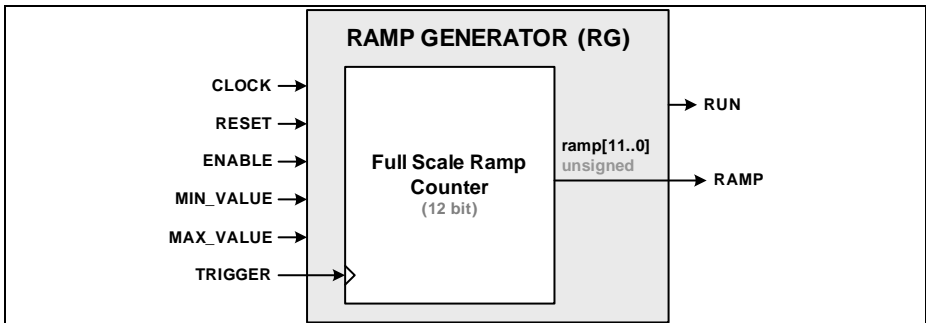 RAMP GENERATOR (RG)
CLOCK
RESET
ENABLE
MIN_VALUE
MAX_VALUE
TRIGGER
Full Scale Ramp
Counter
(12 bit)
ramp[11..0]
unsigned
RUN
RAMP